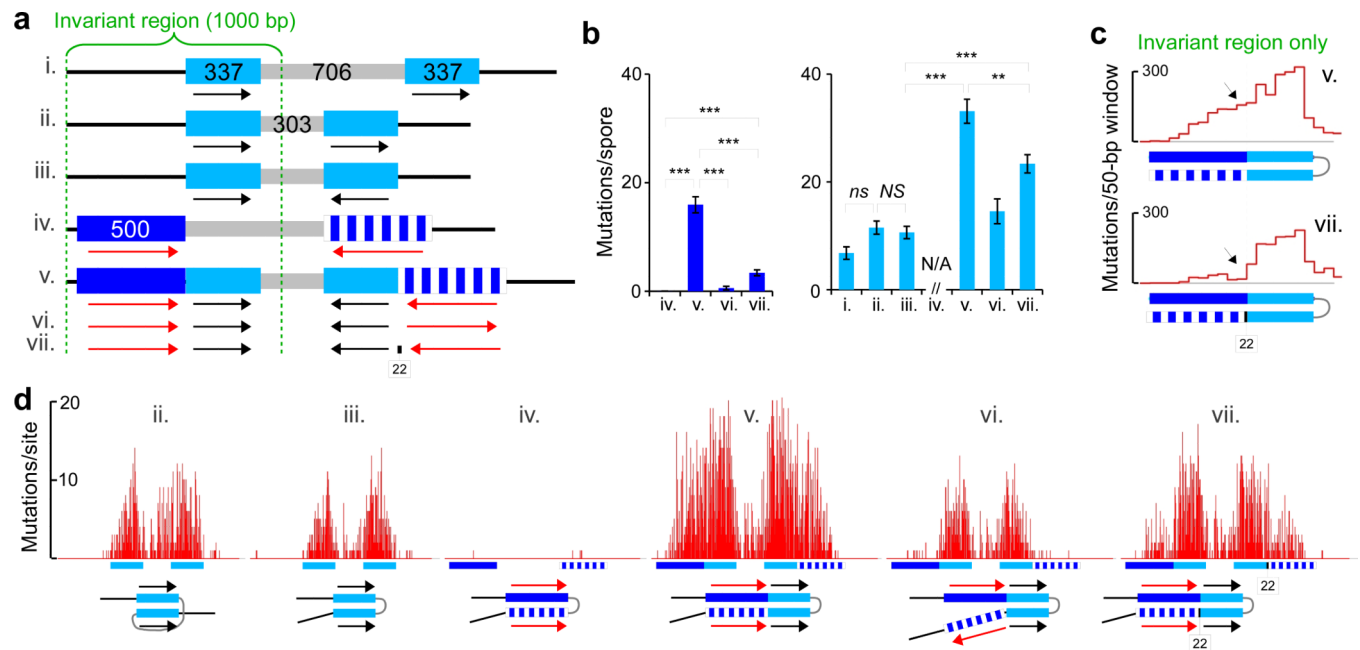 a
Invariant region (1000 bp)
i.
337
706
337
ii.
303
iii.
iv.
500
v.
vi.
vii.
22
b
Mutations/spore
40
20
0
***
***
***
***
iv. v. vi. vii.
40
20
0
ns
NS
N/A
//
***
***
**
i. ii. iii. iv. v. vi. vii.
c
Invariant region only
Mutations/50-bp window
300
v.
300
vii.
22
d
Mutations/site
20
10
ii.
iii.
iv.
v.
vi.
vii.
22
22